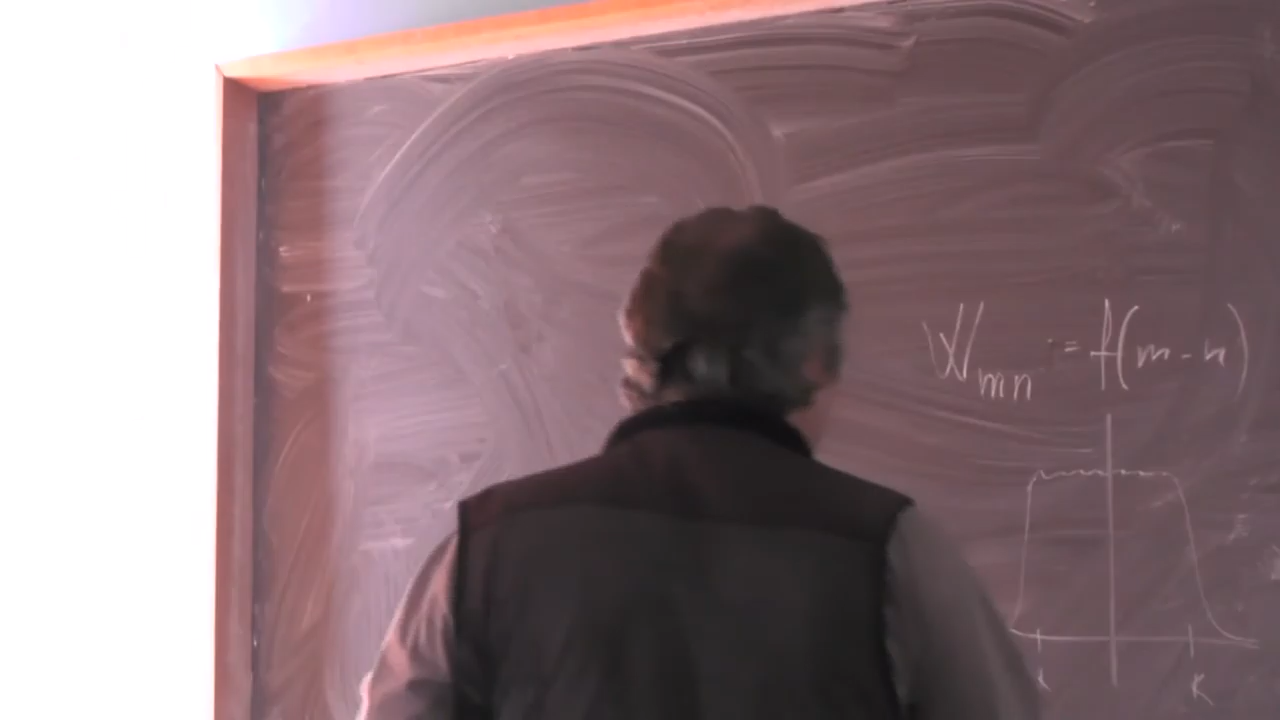 W_mn = f(m-n)
K